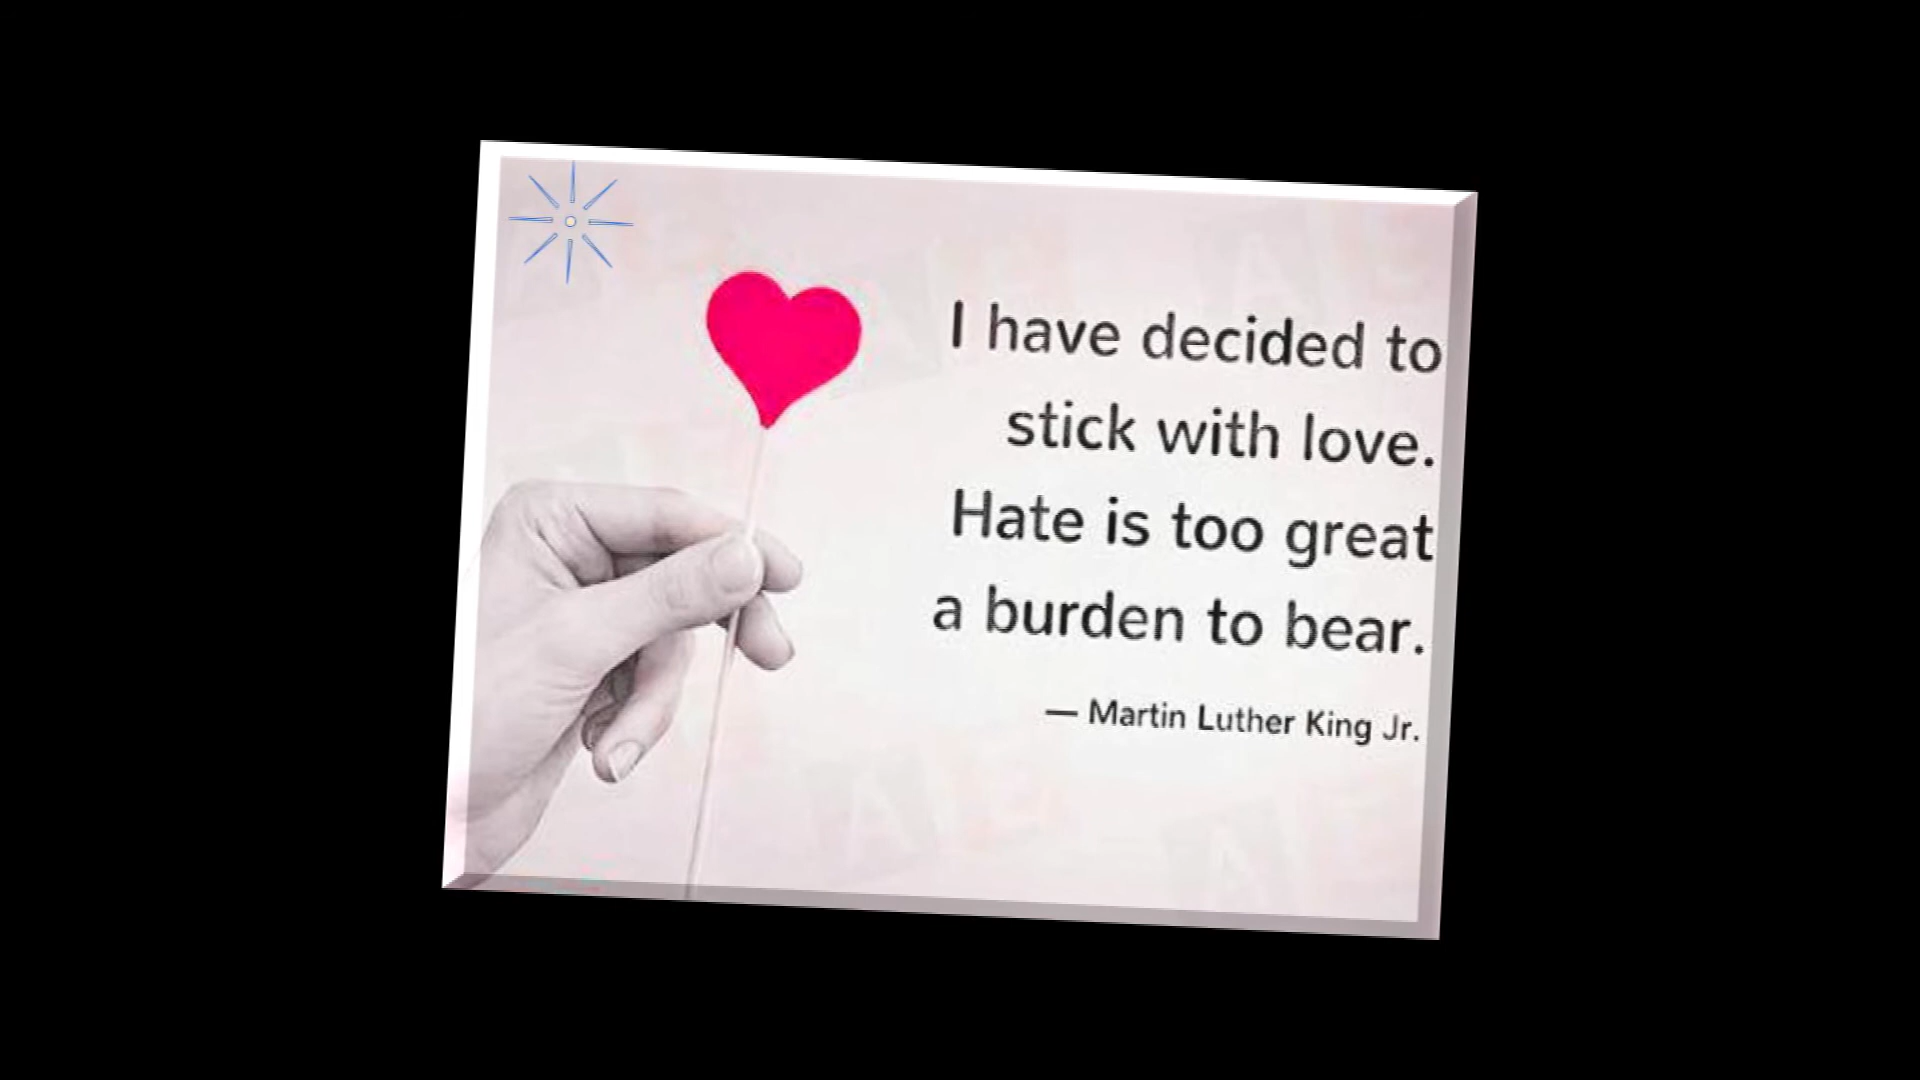 I have decided to
stick with love.
Hate is too great
a burden to bear.
— Martin Luther King Jr.